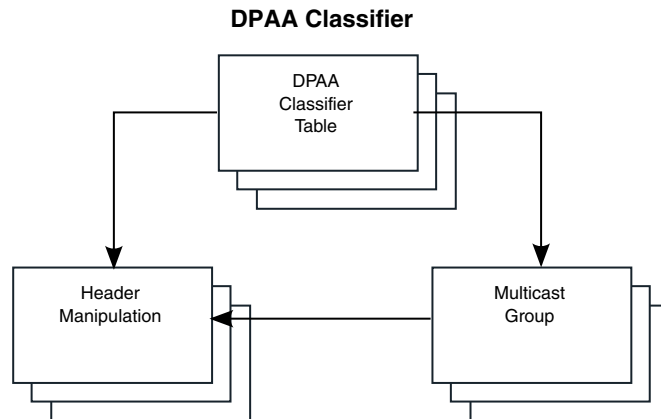 DPAA Classifier
DPAA
Classifier
Table
Header
Manipulation
Multicast
Group